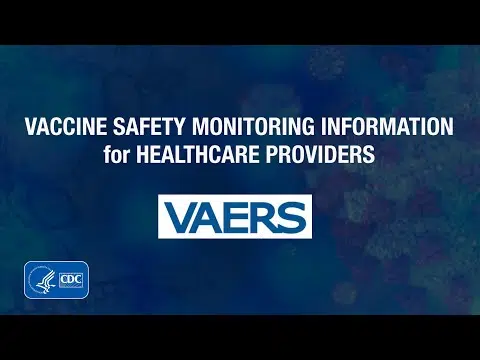 VACCINE SAFETY MONITORING INFORMATION
for HEALTHCARE PROVIDERS
VAERS
CDC